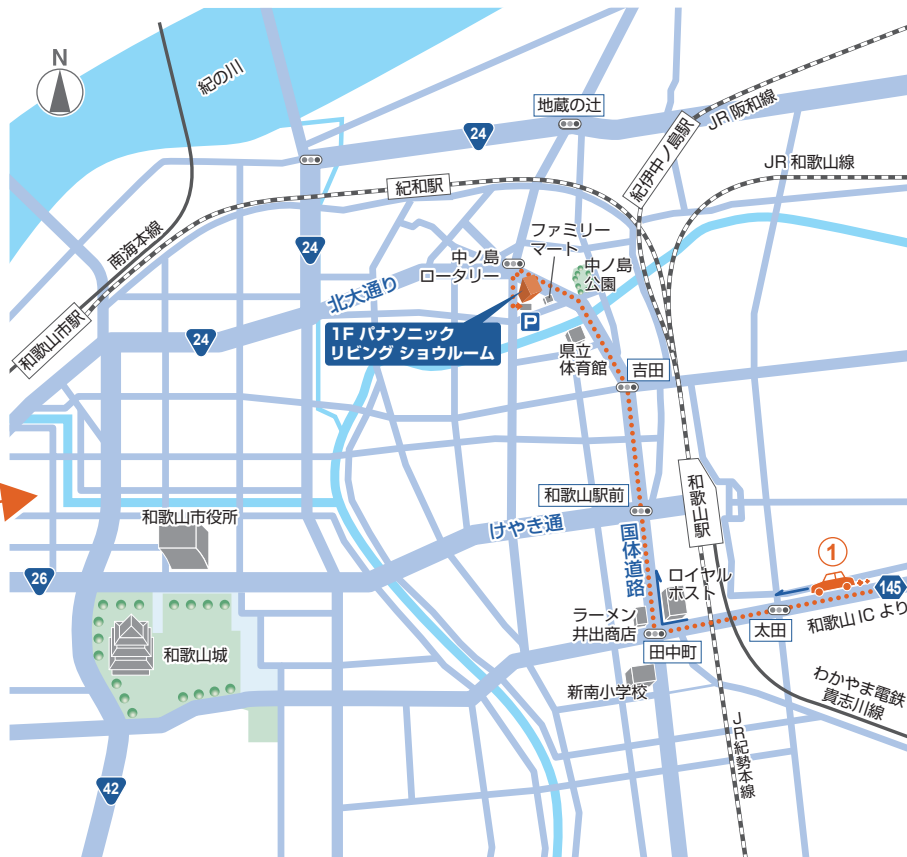 N
紀の川
地蔵の辻
24
JR 阪和線
紀伊中ノ島駅
JR 和歌山線
紀和駅
南海本線
24
ファミリー
マート
中ノ島
ロータリー
中ノ島
公園
北大通り
P
和歌山市駅
24
1F パナソニック
リビング ショウルーム
県立
体育館
吉田
和歌山駅前
和歌山駅
けやき通
和歌山市役所
国体道路
26
ロイヤル
ポスト
1
145
和歌山 IC より
太田
ラーメン
井出商店
田中町
和歌山城
新南小学校
わかやま電鉄
貴志川線
JR紀勢本線
42